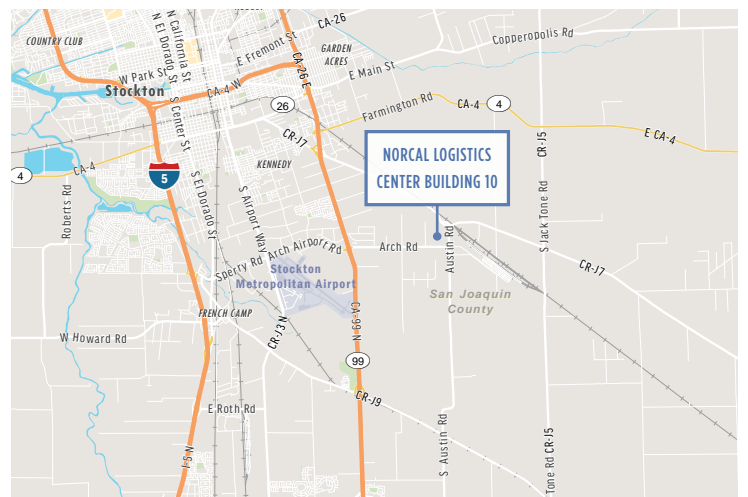 CA-26
N California St
N El Dorado St
COUNTRY CLUB
E Fremont St
GARDEN
ACRES
Copperopolis Rd
W Park St
CA-26 E
E Main St
Stockton
CA-4 W
26
Farmington Rd
CA-4
4
S Center St
CR-J7
E CA-4
CR-J5
NORCAL LOGISTICS
CENTER BUILDING 10
KENNEDY
CA-4
4
5
S El Dorado St
S Airport Way
Roberts Rd
S Jack Tone Rd
Sperry Rd
Arch Airport Rd
Arch Rd
Austin Rd
CR-J7
Stockton
Metropolitan Airport
San Joaquin
County
FRENCH CAMP
CA-99 N
CR-J3 N
W Howard Rd
99
CR-J9
E Roth Rd
S Austin Rd
I-5 N
Tone Rd
CR-J5